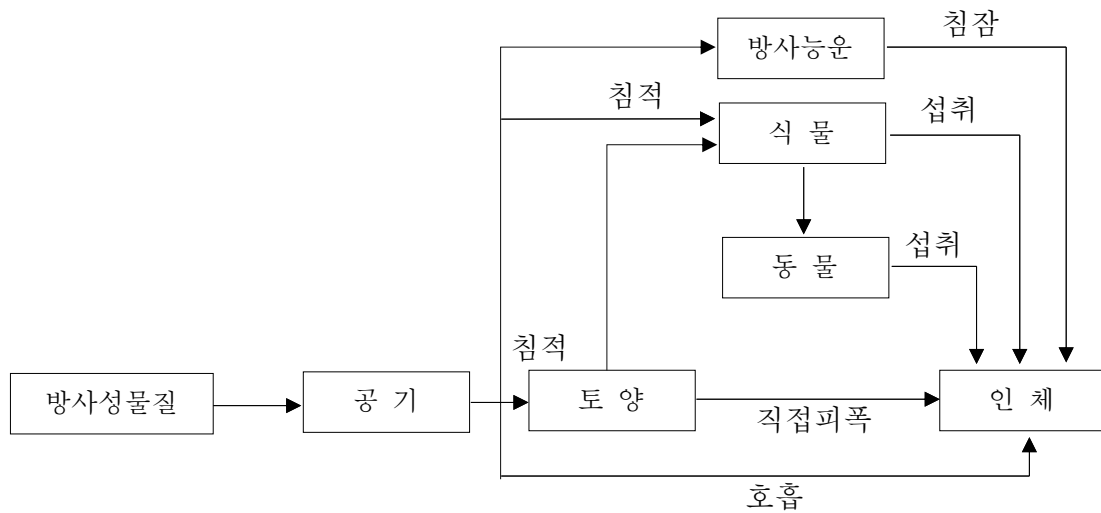 방사능운
침잠
침적
식 물
섭취
동 물
섭취
침적
방사성물질
공 기
토 양
직접피폭
인 체
호흡